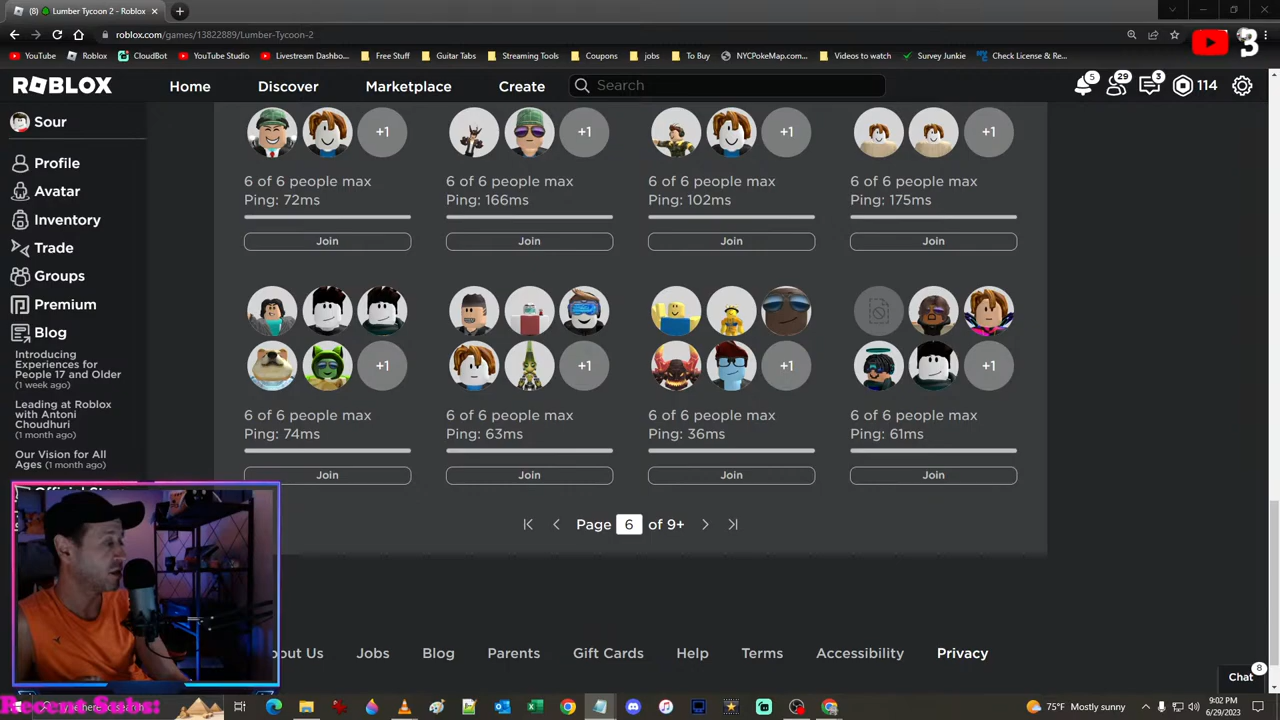 (8) Lumber Tycoon 2 - Roblox
roblox.com/games/13822889/Lumber-Tycoon-2
YouTube Roblox CloudBot YouTube Studio Livestream Dashbo... Free Stuff Guitar Tabs Streaming Tools Coupons jobs To Buy NYCPokeMap.com... Videos to watch Survey Junkie Check License & Re...
3
ROBLOX Home Discover Marketplace Create Search 5 29 3 114
Sour
Profile
Avatar
Inventory
Trade
Groups
Premium
Blog
Introducing
Experiences for
People 17 and Older
(1 week ago)
Leading at Roblox
with Antoni
Choudhuri
(1 month ago)
Our Vision for All
Ages (1 month ago)
+1 +1 +1 +1
6 of 6 people max 6 of 6 people max 6 of 6 people max 6 of 6 people max
Ping: 72ms Ping: 166ms Ping: 102ms Ping: 175ms
Join Join Join Join
+1 +1 +1 +1
6 of 6 people max 6 of 6 people max 6 of 6 people max 6 of 6 people max
Ping: 74ms Ping: 63ms Ping: 36ms Ping: 61ms
Join Join Join Join
Page 6 of 9+
Us Jobs Blog Parents Gift Cards Help Terms Accessibility Privacy
Chat 8
Recent Subs:
75°F Mostly sunny
9:02 PM
6/29/2023